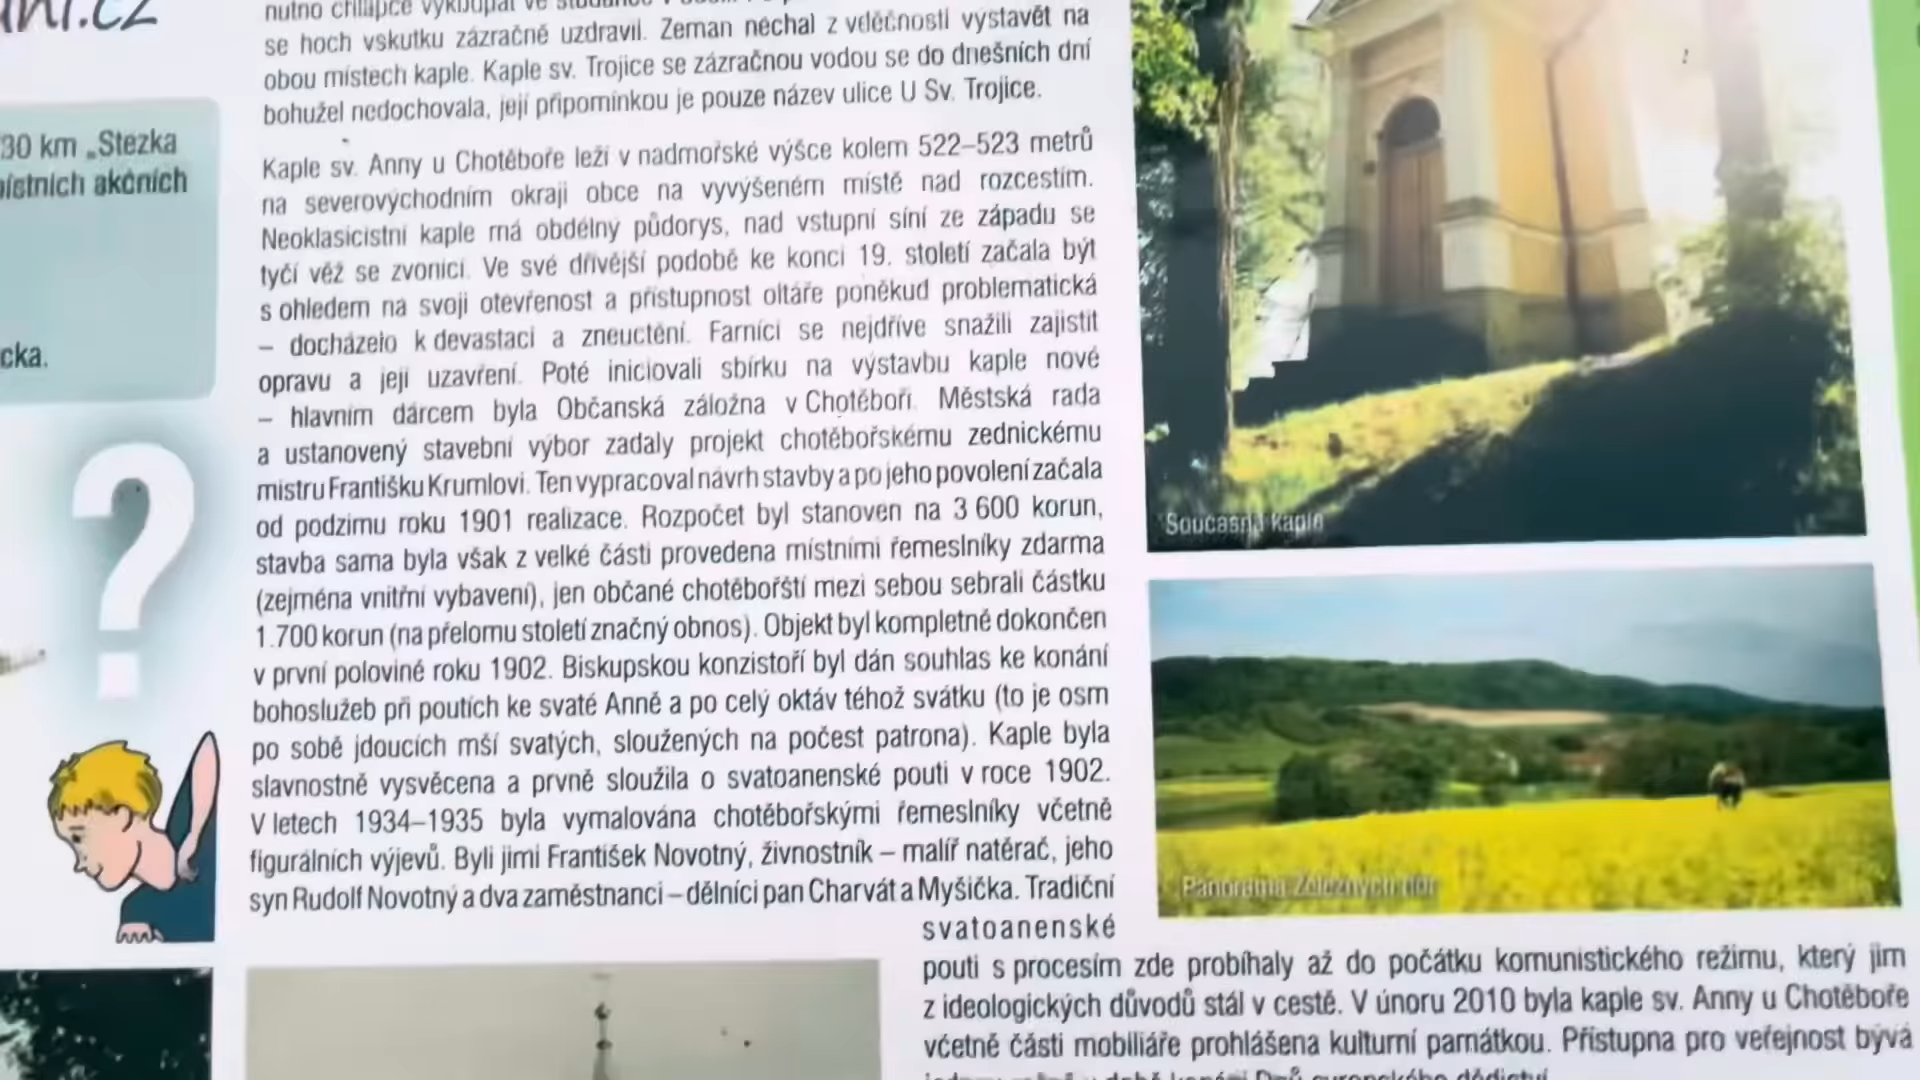 se hoch vskutku zázračně uzdravil. Zeman nechal z vděčnosti vystavět na
obou místech kaple. Kaple sv. Trojice se zázračnou vodou se do dnešních dní
bohužel nedochovala, její připomínkou je pouze název ulice U Sv. Trojice.
30 km „Stezka
místních akčních
cka.
Kaple sv. Anny u Chotěboře leží v nadmořské výšce kolem 522–523 metrů
na severovýchodním okraji obce na vyvýšeném místě nad rozcestím.
Neoklasicistní kaple má obdélný půdorys, nad vstupní síní ze západu se
tyčí věž se zvonicí. Ve své dřívější podobě ke konci 19. století začala být
s ohledem na svoji otevřenost a přístupnost oltáře poněkud problematická
– docházelo k devastaci a zneuctění. Farníci se nejdříve snažili zajistit
opravu a její uzavření. Poté iniciovali sbírku na výstavbu kaple nové
– hlavním dárcem byla Občanská záložna v Chotěboři. Městská rada
a ustanovený stavební výbor zadaly projekt chotěbořskému zednickému
mistru Františku Krumlovi. Ten vypracoval návrh stavby a po jeho povolení začala
od podzimu roku 1901 realizace. Rozpočet byl stanoven na 3 600 korun,
stavba sama byla však z velké části provedena místními řemeslníky zdarma
(zejména vnitřní vybavení), jen občané chotěbořští mezi sebou sebrali částku
1.700 korun (na přelomu století značný obnos). Objekt byl kompletně dokončen
v první polovině roku 1902. Biskupskou konzistoří byl dán souhlas ke konání
bohoslužeb při poutích ke svaté Anně a po celý oktáv téhož svátku (to je osm
po sobě jdoucích mší svatých, sloužených na počest patrona). Kaple byla
slavnostně vysvěcena a prvně sloužila o svatoanenské pouti v roce 1902.
V letech 1934–1935 byla vymalována chotěbořskými řemeslníky včetně
figurálních výjevů. Byli jimi František Novotný, živnostník – malíř natěrač, jeho
syn Rudolf Novotný a dva zaměstnanci – dělníci pan Charvát a Myšička. Tradiční
svatoanenské
pouti s procesím zde probíhaly až do počátku komunistického režimu, který jim
z ideologických důvodů stál v cestě. V únoru 2010 byla kaple sv. Anny u Chotěboře
včetně části mobiliáře prohlášena kulturní památkou. Přístupna pro veřejnost bývá
Současná kaple
Panorama Železných hor
?